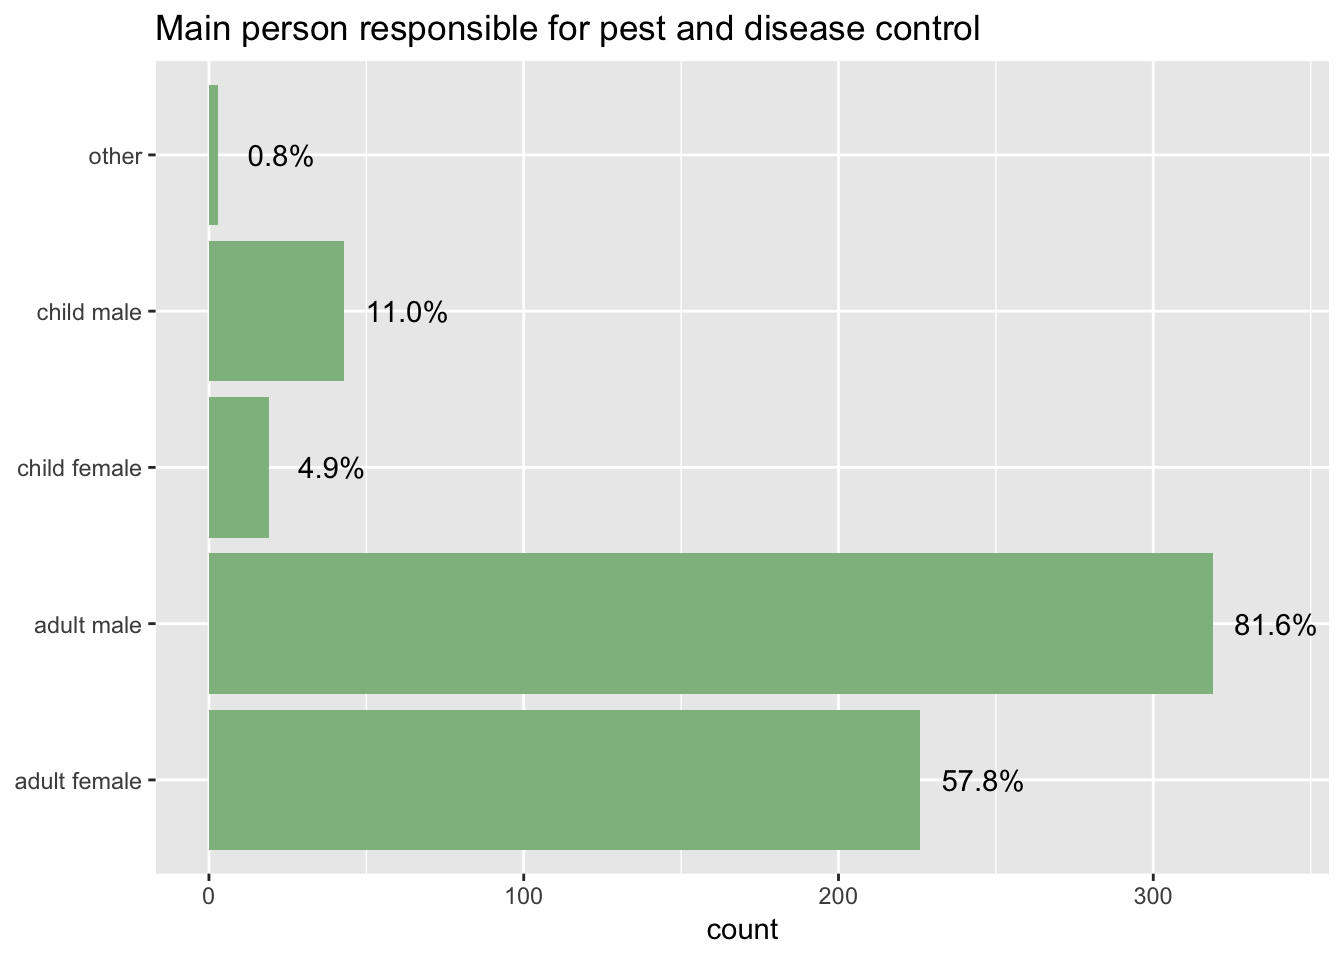 Main person responsible for pest and disease control
other
0.8%
child male
11.0%
child female
4.9%
adult male
81.6%
adult female
57.8%
0 100 200 300
count